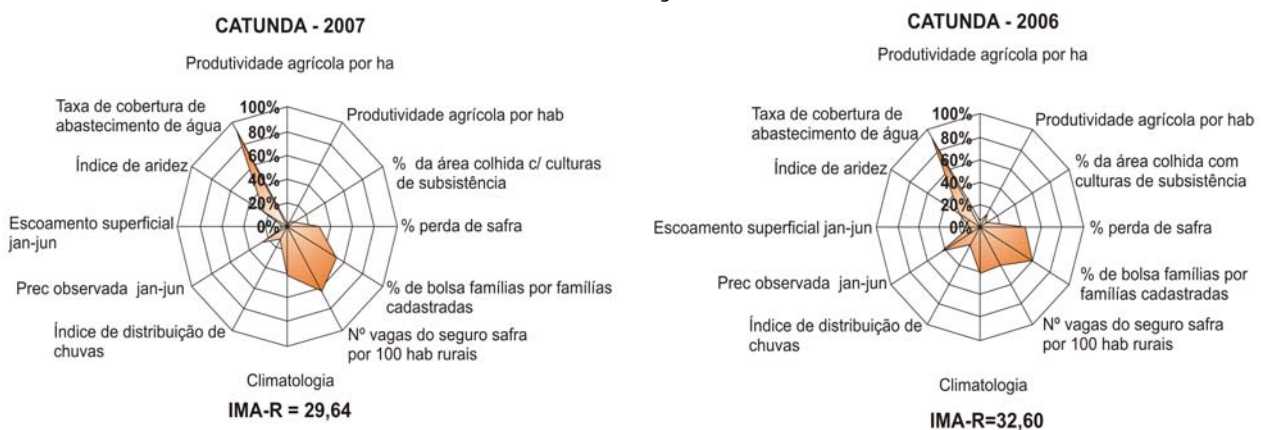 CATUNDA - 2007
Produtividade agrícola por ha
Taxa de cobertura de
abastecimento de água
100%
80%
60%
40%
20%
0%
Produtividade agrícola por hab
Índice de aridez
% da área colhida c/ culturas
de subsistência
Escoamento superficial
jan-jun
% perda de safra
Prec observada jan-jun
% de bolsa famílias por famílías
cadastradas
Índice de distribuição de
chuvas
Nº vagas do seguro safra
por 100 hab rurais
Climatologia
IMA-R = 29,64
CATUNDA - 2006
Produtividade agrícola por ha
Taxa de cobertura de
abastecimento de água
100%
80%
60%
40%
20%
0%
Produtividade agrícola por hab
Índice de aridez
% da área colhida com
culturas de subsistência
Escoamento superficial jan-jun
% perda de safra
Prec observada jan-jun
% de bolsa famílias por
famílías cadastradas
Índice de distribuição de
chuvas
Nº vagas do seguro safra
por 100 hab rurais
Climatologia
IMA-R=32,60